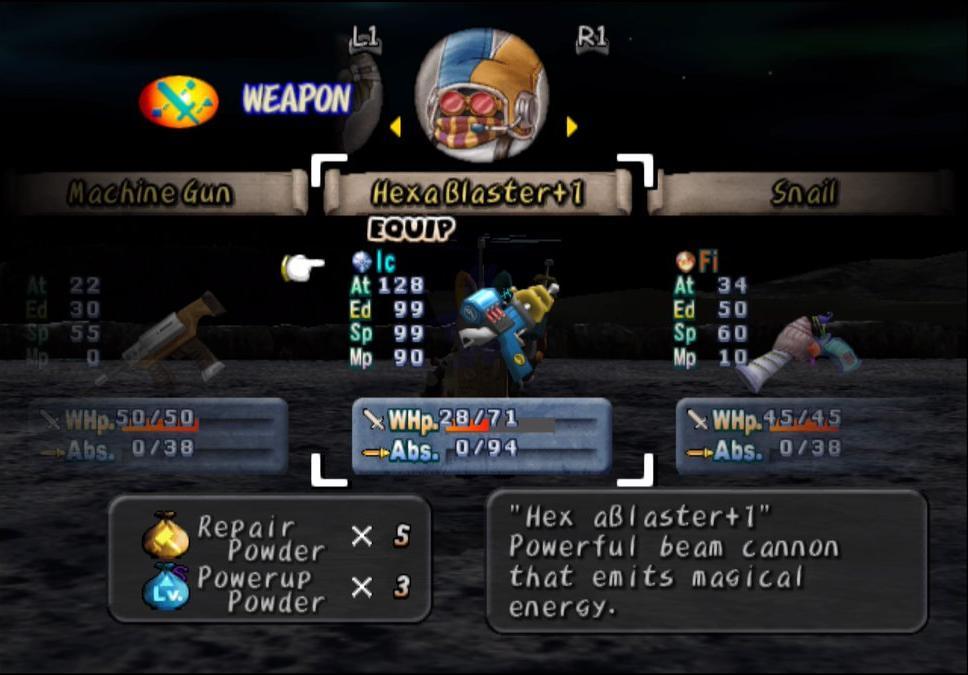 L1
R1
WEAPON
Machine Gun
HexaBlaster+1
Snail
EQUIP
Ic
Fi
At 22
Ed 30
Sp 55
Mp 0
At 128
Ed 99
Sp 99
Mp 90
At 34
Ed 50
Sp 60
Mp 10
WHp. 50/50
Abs. 0/38
WHp. 28/71
Abs. 0/94
WHp. 45/45
Abs. 0/38
Repair
Powder × 5
Lv. Powerup
Powder × 3
"Hex aBlaster+1"
Powerful beam cannon
that emits magical
energy.